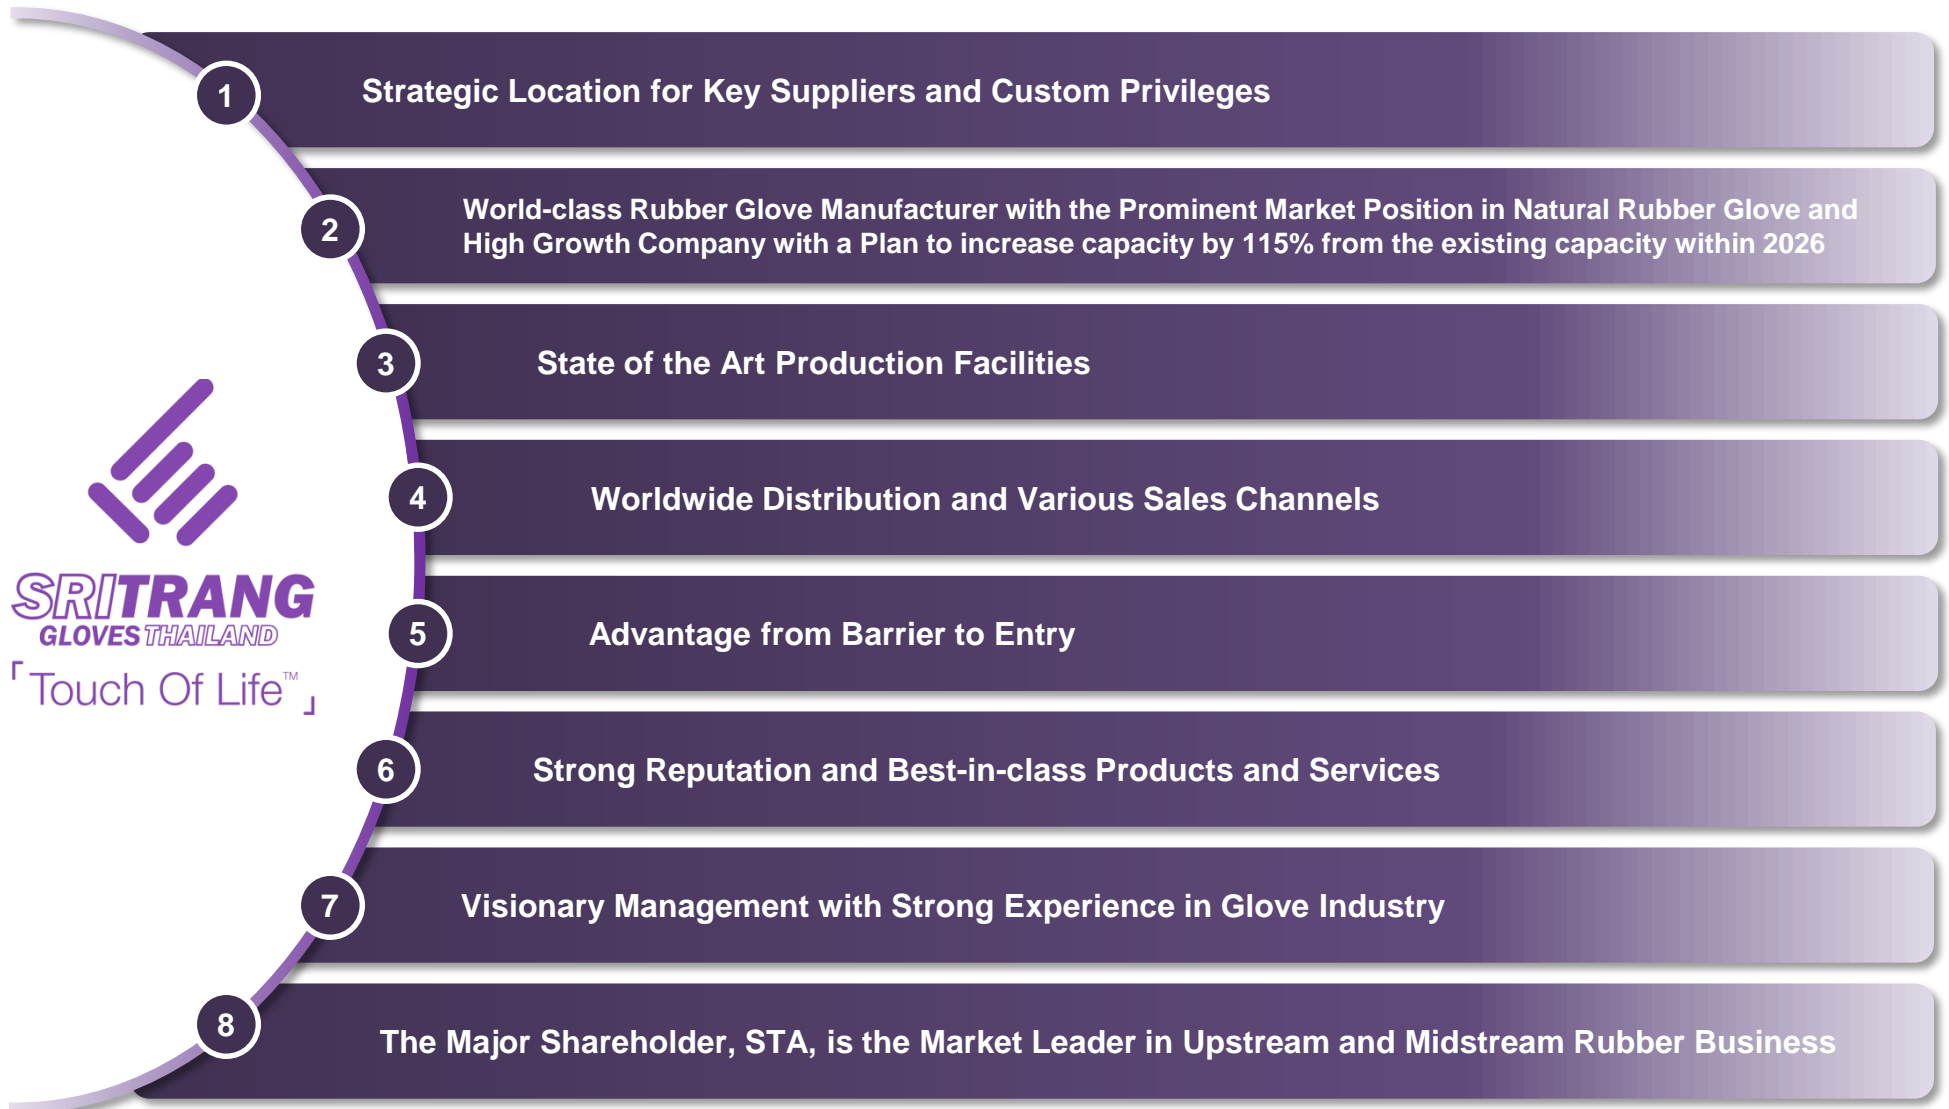 1
Strategic Location for Key Suppliers and Custom Privileges
2
World-class Rubber Glove Manufacturer with the Prominent Market Position in Natural Rubber Glove and
High Growth Company with a Plan to increase capacity by 115% from the existing capacity within 2026
3
State of the Art Production Facilities
4
Worldwide Distribution and Various Sales Channels
5
Advantage from Barrier to Entry
6
Strong Reputation and Best-in-class Products and Services
7
Visionary Management with Strong Experience in Glove Industry
8
The Major Shareholder, STA, is the Market Leader in Upstream and Midstream Rubber Business
SRITRANG
GLOVES THAILAND
「Touch Of Life™」